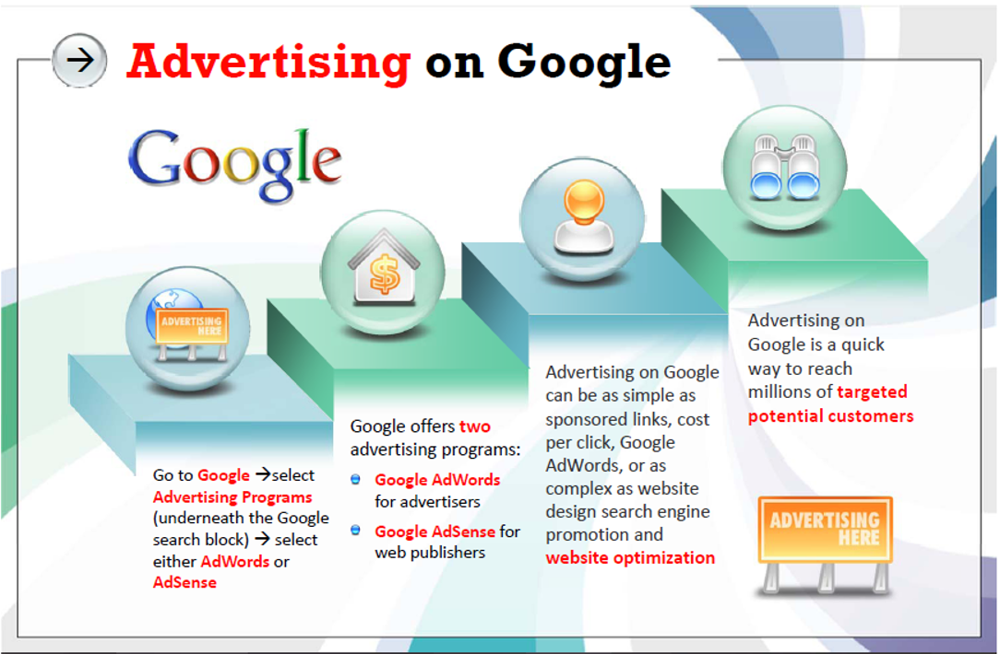 Advertising on Google
Google
ADVERTISING
HERE
Go to Google →select
Advertising Programs
(underneath the Google
search block) → select
either AdWords or
AdSense
Google offers two
advertising programs:
Google AdWords
for advertisers
Google AdSense for
web publishers
Advertising on Google
can be as simple as
sponsored links, cost
per click, Google
AdWords, or as
complex as website
design search engine
promotion and
website optimization
Advertising on
Google is a quick
way to reach
millions of targeted
potential customers
ADVERTISING
HERE